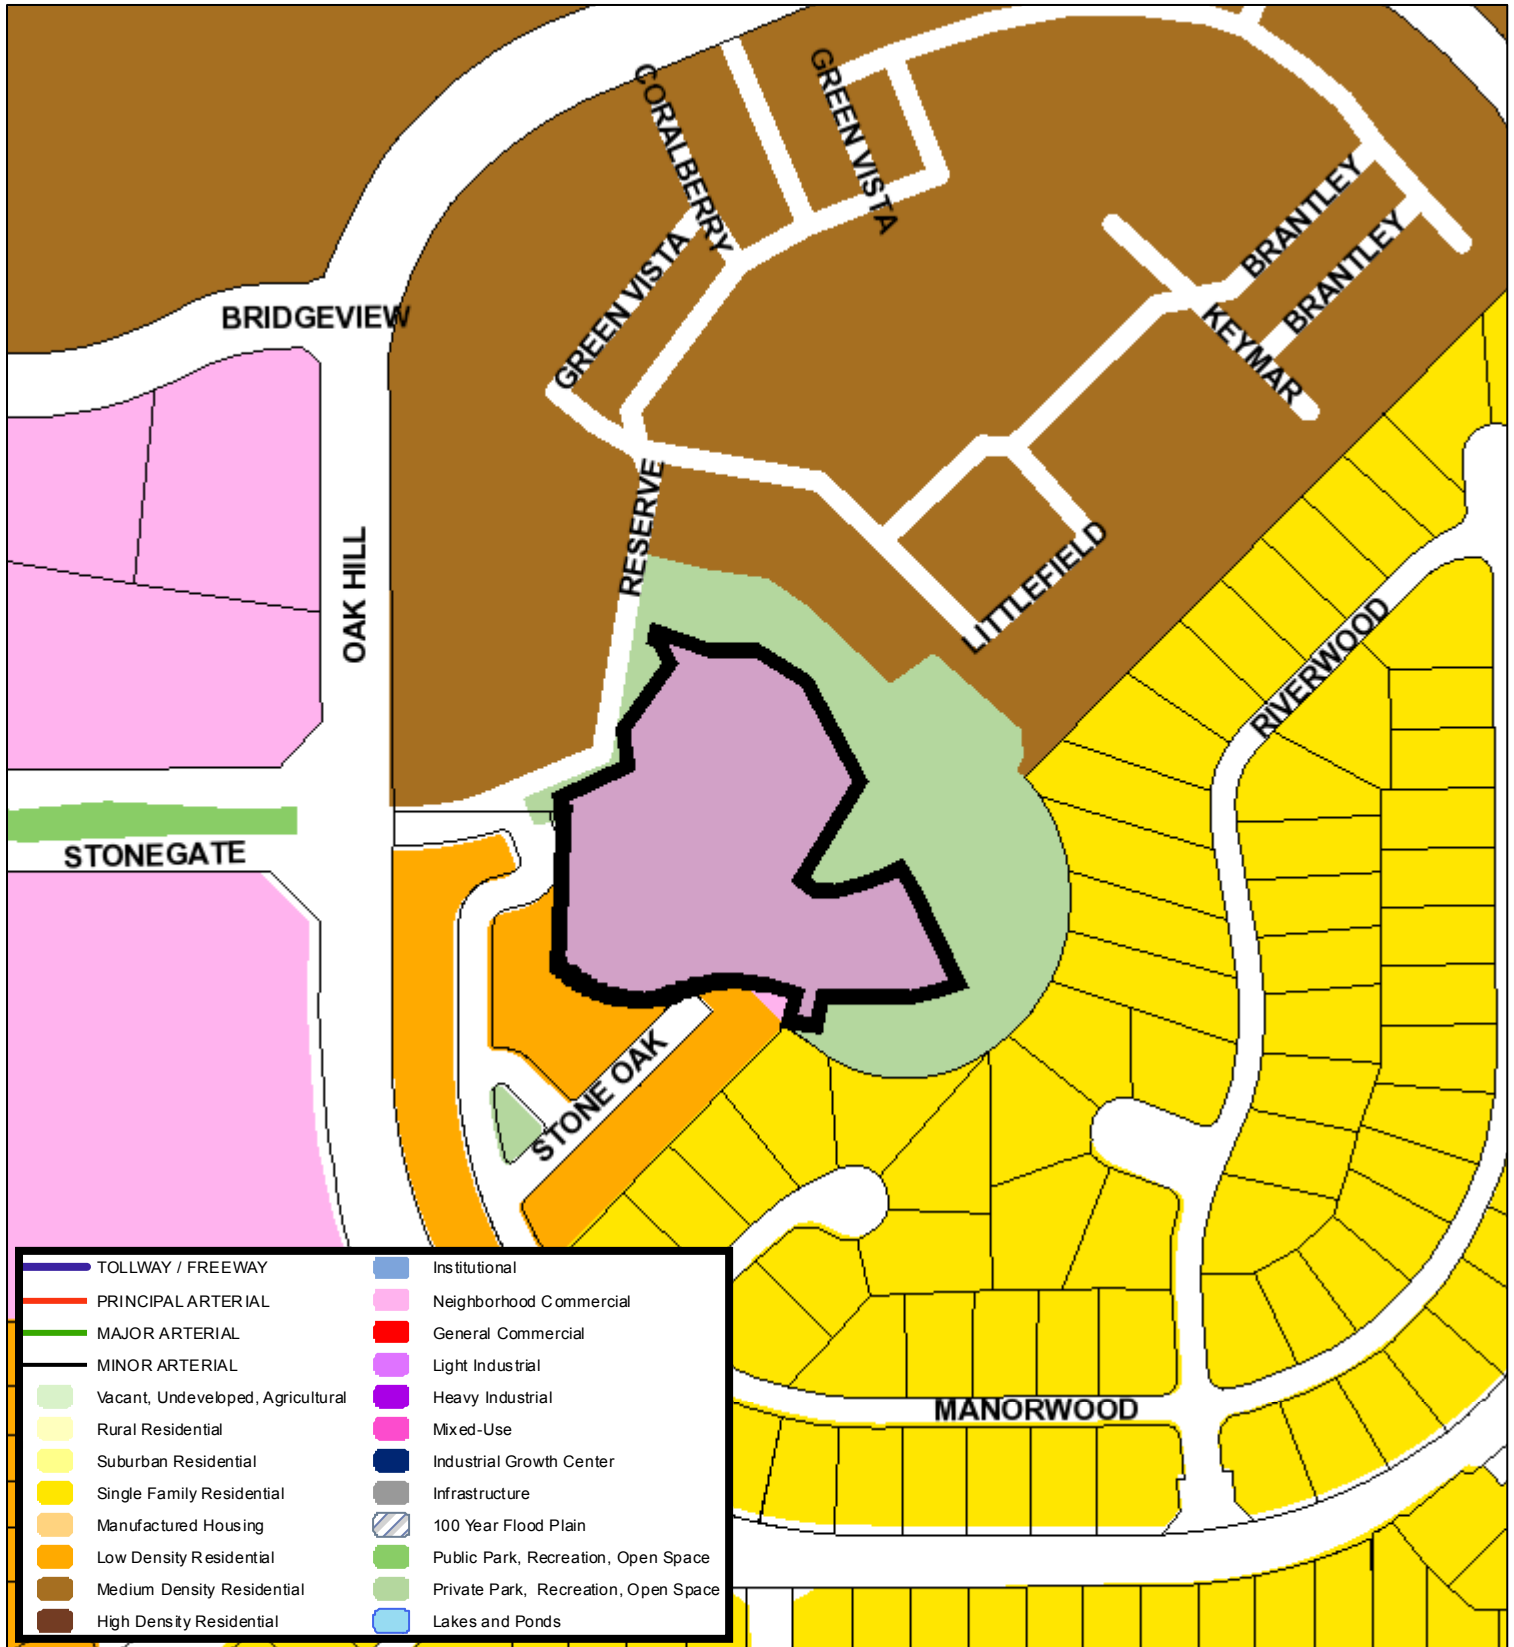 CORALBERRY
GREEN VISTA
BRANTLEY
BRANTLEY
GREEN VISTA
BRIDGEVIEW
KEYMAR
RESERVE
OAK HILL
LITTLEFIELD
RIVERWOOD
STONEGATE
STONE OAK
MANORWOOD
TOLLWAY / FREEWAY
PRINCIPAL ARTERIAL
MAJOR ARTERIAL
MINOR ARTERIAL
Vacant, Undeveloped, Agricultural
Rural Residential
Suburban Residential
Single Family Residential
Manufactured Housing
Low Density Residential
Medium Density Residential
High Density Residential
Institutional
Neighborhood Commercial
General Commercial
Light Industrial
Heavy Industrial
Mixed-Use
Industrial Growth Center
Infrastructure
100 Year Flood Plain
Public Park, Recreation, Open Space
Private Park, Recreation, Open Space
Lakes and Ponds